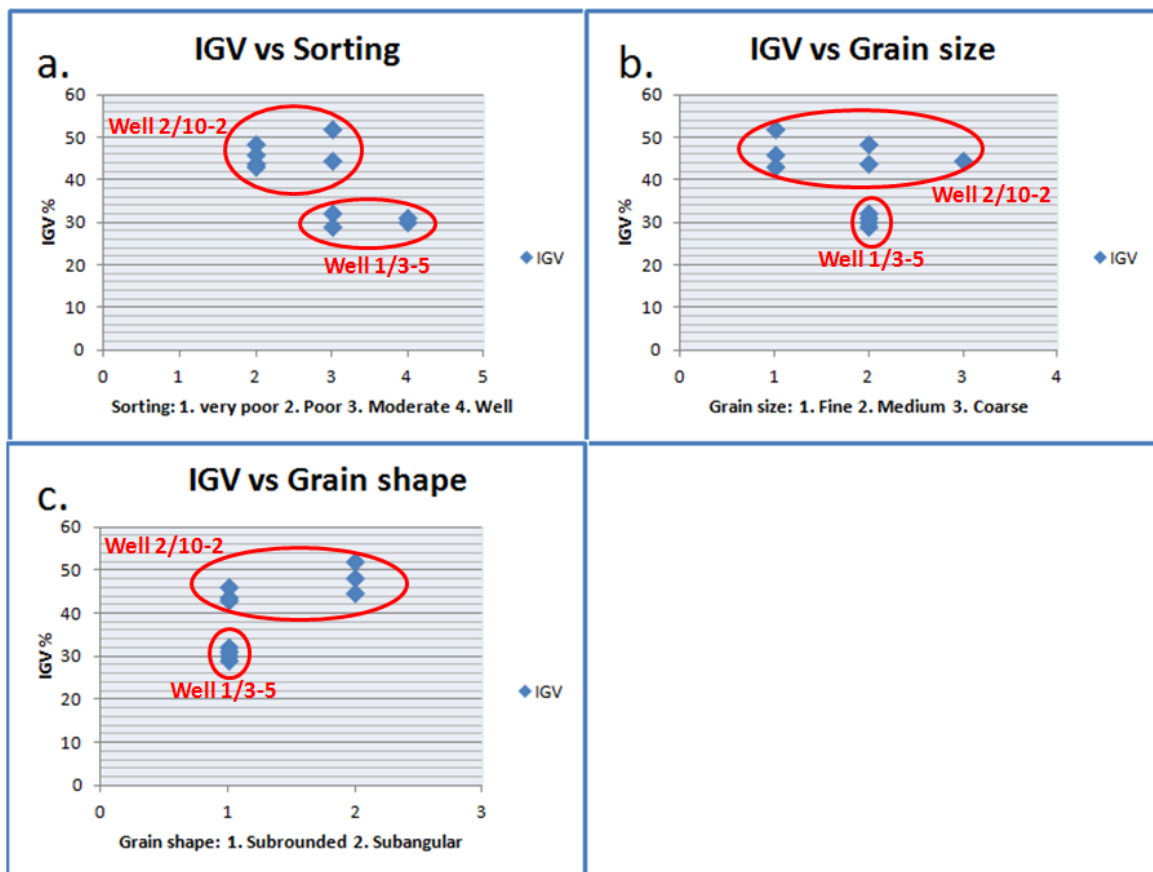 a.
IGV vs Sorting
60
50
40
30
20
10
0
IGV %
Well 2/10-2
Well 1/3-5
IGV
0 1 2 3 4 5
Sorting: 1. very poor 2. Poor 3. Moderate 4. Well
b.
IGV vs Grain size
60
50
40
30
20
10
0
IGV %
Well 2/10-2
Well 1/3-5
IGV
0 1 2 3 4
Grain size: 1. Fine 2. Medium 3. Coarse
c.
IGV vs Grain shape
60
50
40
30
20
10
0
IGV %
Well 2/10-2
Well 1/3-5
IGV
0 1 2 3
Grain shape: 1. Subrounded 2. Subangular